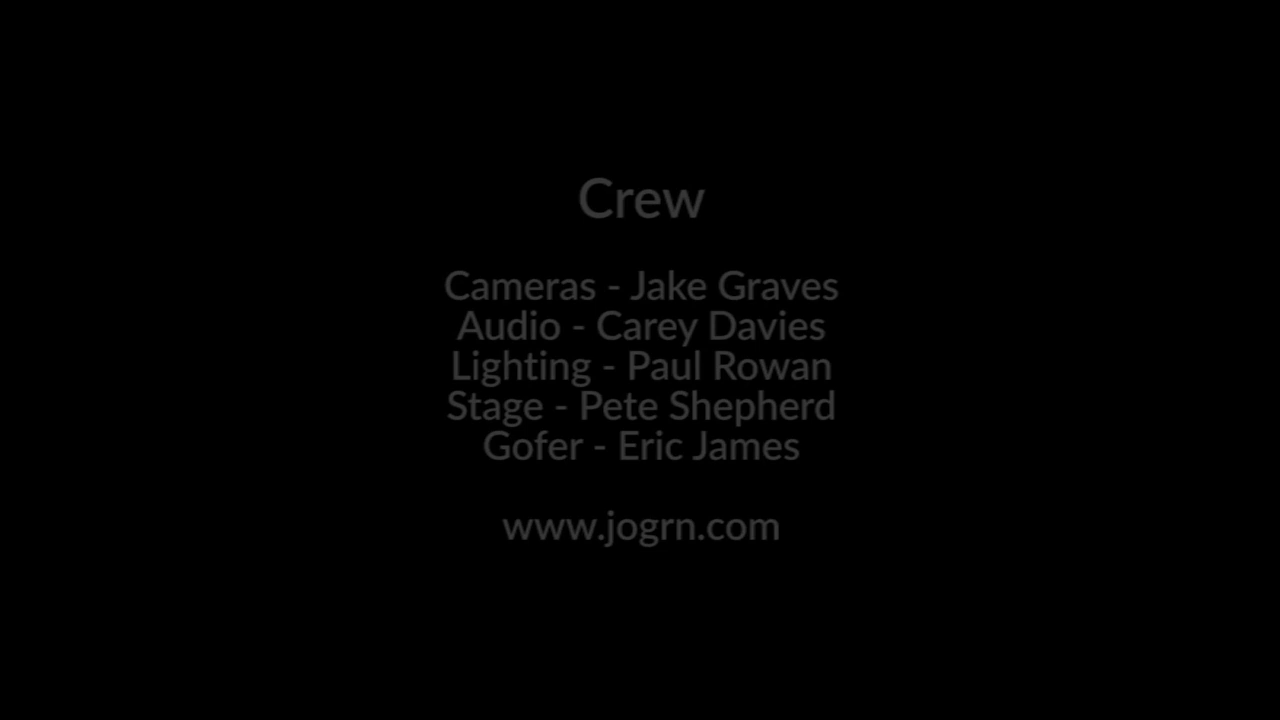 Crew
Cameras - Jake Graves
Audio - Carey Davies
Lighting - Paul Rowan
Stage - Pete Shepherd
Gofer - Eric James
www.jogrn.com